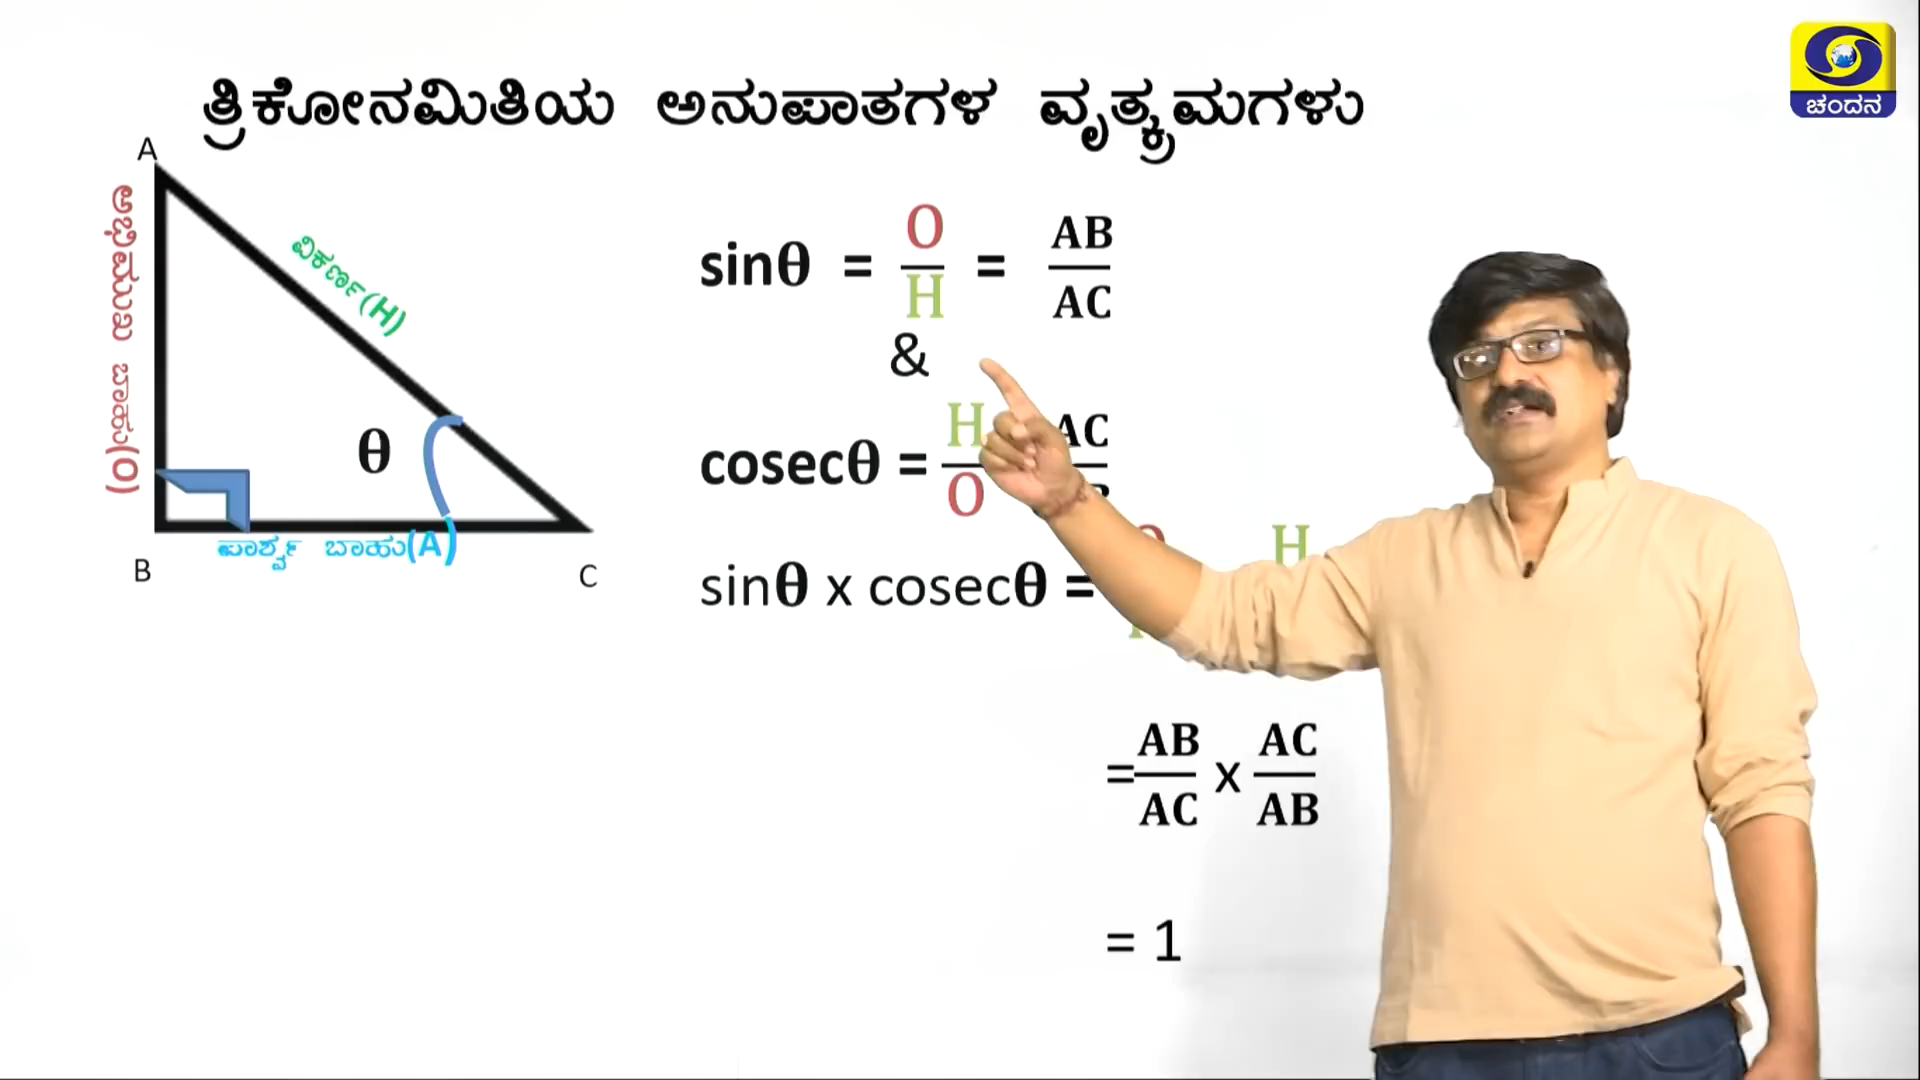 ಚಂದನ
ತ್ರಿಕೋನಮಿತಿಯ ಅನುಪಾತಗಳ ವೃತ್ಕ್ರಮಗಳು
A
ಅಭಿಮುಖ ಬಾಹು(O)
ವಿಕರ್ಣ(H)
θ
ಪಾರ್ಶ್ವ ಬಾಹು(A)
B
C
sinθ = O/H = AB/AC
&
cosecθ = H/O AC
sinθ x cosecθ = H
= AB/AC x AC/AB
= 1